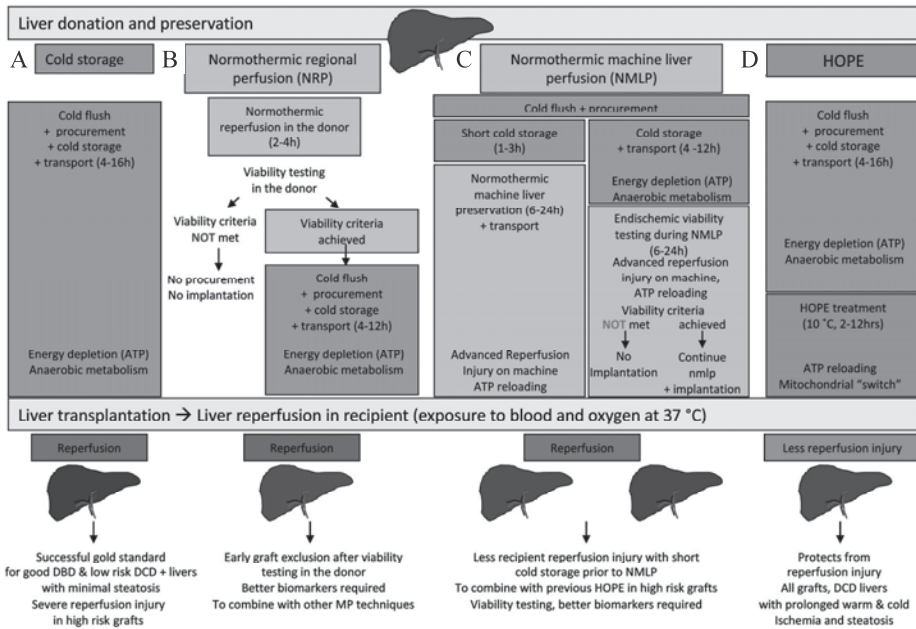 Liver donation and preservation
A
Cold storage
Cold flush
+ procurement
+ cold storage
+ transport (4-16h)
Energy depletion (ATP)
Anaerobic metabolism
B
Normothermic regional
perfusion (NRP)
Normothermic
reperfusion in the donor
(2-4h)
Viability testing
in the donor
Viability criteria
NOT met
No procurement
No implantation
Viability criteria
achieved
Cold flush
+ procurement
+ cold storage
+ transport (4-12h)
Energy depletion (ATP)
Anaerobic metabolism
C
Normothermic machine liver
perfusion (NMLP)
Cold flush + procurement
Short cold storage
(1-3h)
Normothermic
machine liver
preservation (6-24h)
+ transport
Advanced Reperfusion
Injury on machine
ATP reloading
Cold storage
+ transport (4 -12h)
Energy depletion (ATP)
Anaerobic metabolism
Endischemic viability
testing during NMLP
(6-24h)
Advanced reperfusion
injury on machine,
ATP reloading
Viability criteria
NOT met
No
Implantation
achieved
Continue
nmlp
+ implantation
D
HOPE
Cold flush
+ procurement
+ cold storage
+ transport (4-16h)
Energy depletion (ATP)
Anaerobic metabolism
HOPE treatment
(10 ˚C, 2-12hrs)
ATP reloading
Mitochondrial “switch”
Liver transplantation → Liver reperfusion in recipient (exposure to blood and oxygen at 37 °C)
Reperfusion
Successful gold standard
for good DBD & low risk DCD + livers
with minimal steatosis
Severe reperfusion injury
in high risk grafts
Reperfusion
Early graft exclusion after viability
testing in the donor
Better biomarkers required
To combine with other MP techniques
Reperfusion
Less recipient reperfusion injury with short
cold storage prior to NMLP
To combine with previous HOPE in high risk grafts
Viability testing, better biomarkers required
Less reperfusion injury
Protects from
reperfusion injury
All grafts, DCD livers
with prolonged warm & cold
Ischemia and steatosis